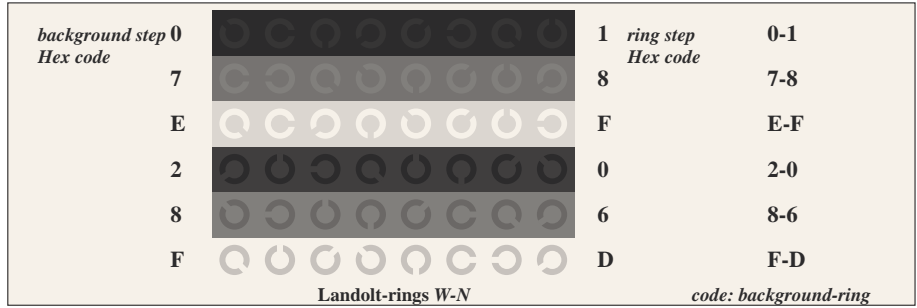 background step 0 1 ring step 0-1
Hex code Hex code
7 8 7-8
E F E-F
2 0 2-0
8 6 8-6
F D F-D
Landolt-rings W-N code: background-ring